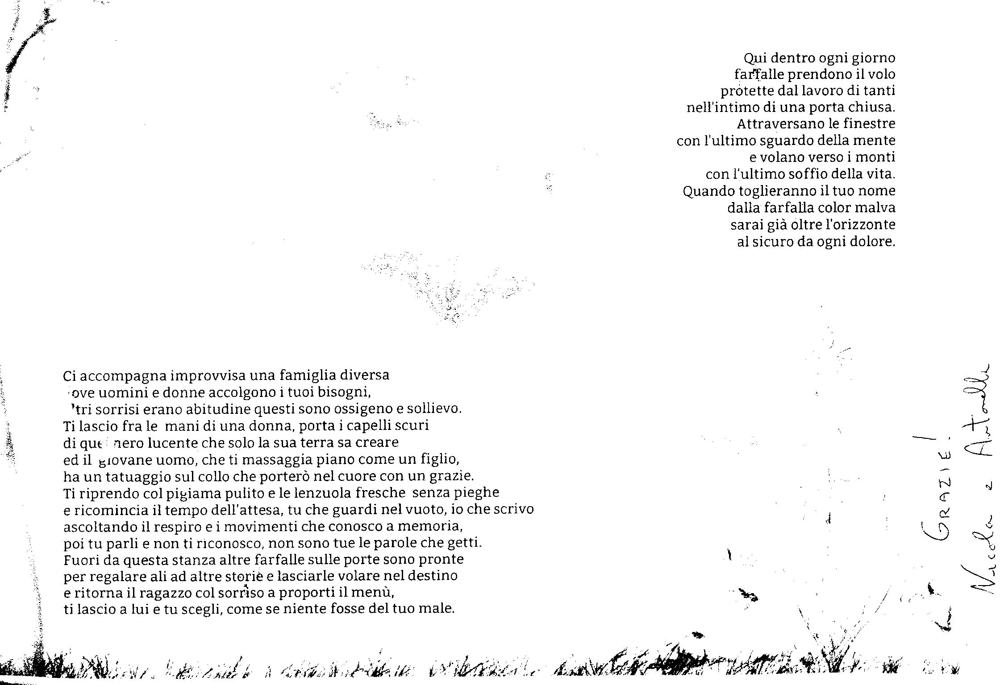 Qui dentro ogni giorno
farfalle prendono il volo
protette dal lavoro di tanti
nell'intimo di una porta chiusa.
Attraversano le finestre
con l'ultimo sguardo della mente
e volano verso i monti
con l'ultimo soffio della vita.
Quando toglieranno il tuo nome
dalla farfalla color malva
sarai già oltre l'orizzonte
al sicuro da ogni dolore.
Ci accompagna improvvisa una famiglia diversa
ove uomini e donne accolgono i tuoi bisogni,
tri sorrisi erano abitudine questi sono ossigeno e sollievo.
Ti lascio fra le mani di una donna, porta i capelli scuri
di que nero lucente che solo la sua terra sa creare
ed il giovane uomo, che ti massaggia piano come un figlio,
ha un tatuaggio sul collo che porterò nel cuore con un grazie.
Ti riprendo col pigiama pulito e le lenzuola fresche senza pieghe
e ricomincia il tempo dell'attesa, tu che guardi nel vuoto, io che scrivo
ascoltando il respiro e i movimenti che conosco a memoria,
poi tu parli e non ti riconosco, non sono tue le parole che getti.
Fuori da questa stanza altre farfalle sulle porte sono pronte
per regalare ali ad altre storie e lasciarle volare nel destino
e ritorna il ragazzo col sorriso a proporti il menù,
ti lascio a lui e tu scegli, come se niente fosse del tuo male.
GRAZIE!
Nicola e Antonella